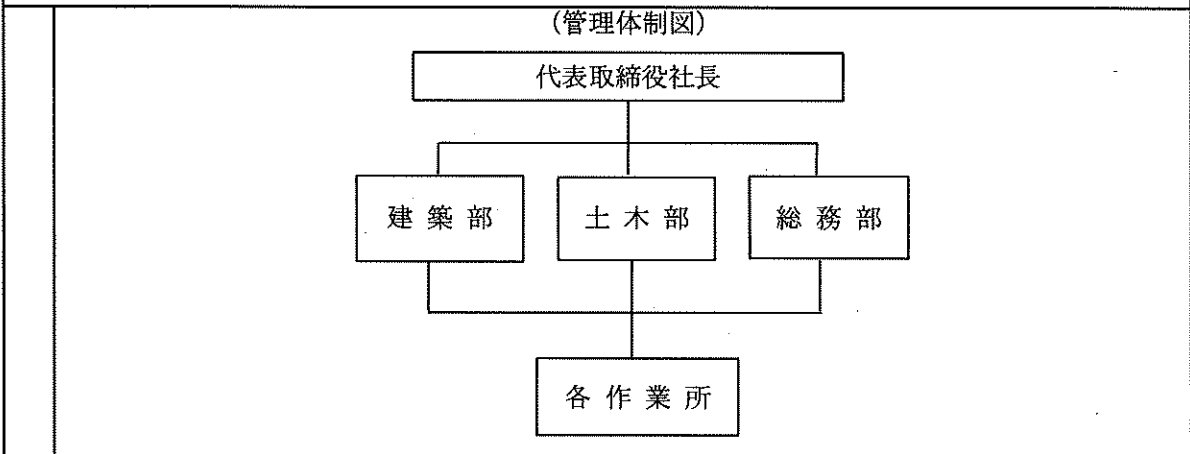 (管理体制図)
代表取締役社長
建築部 土木部 総務部
各作業所